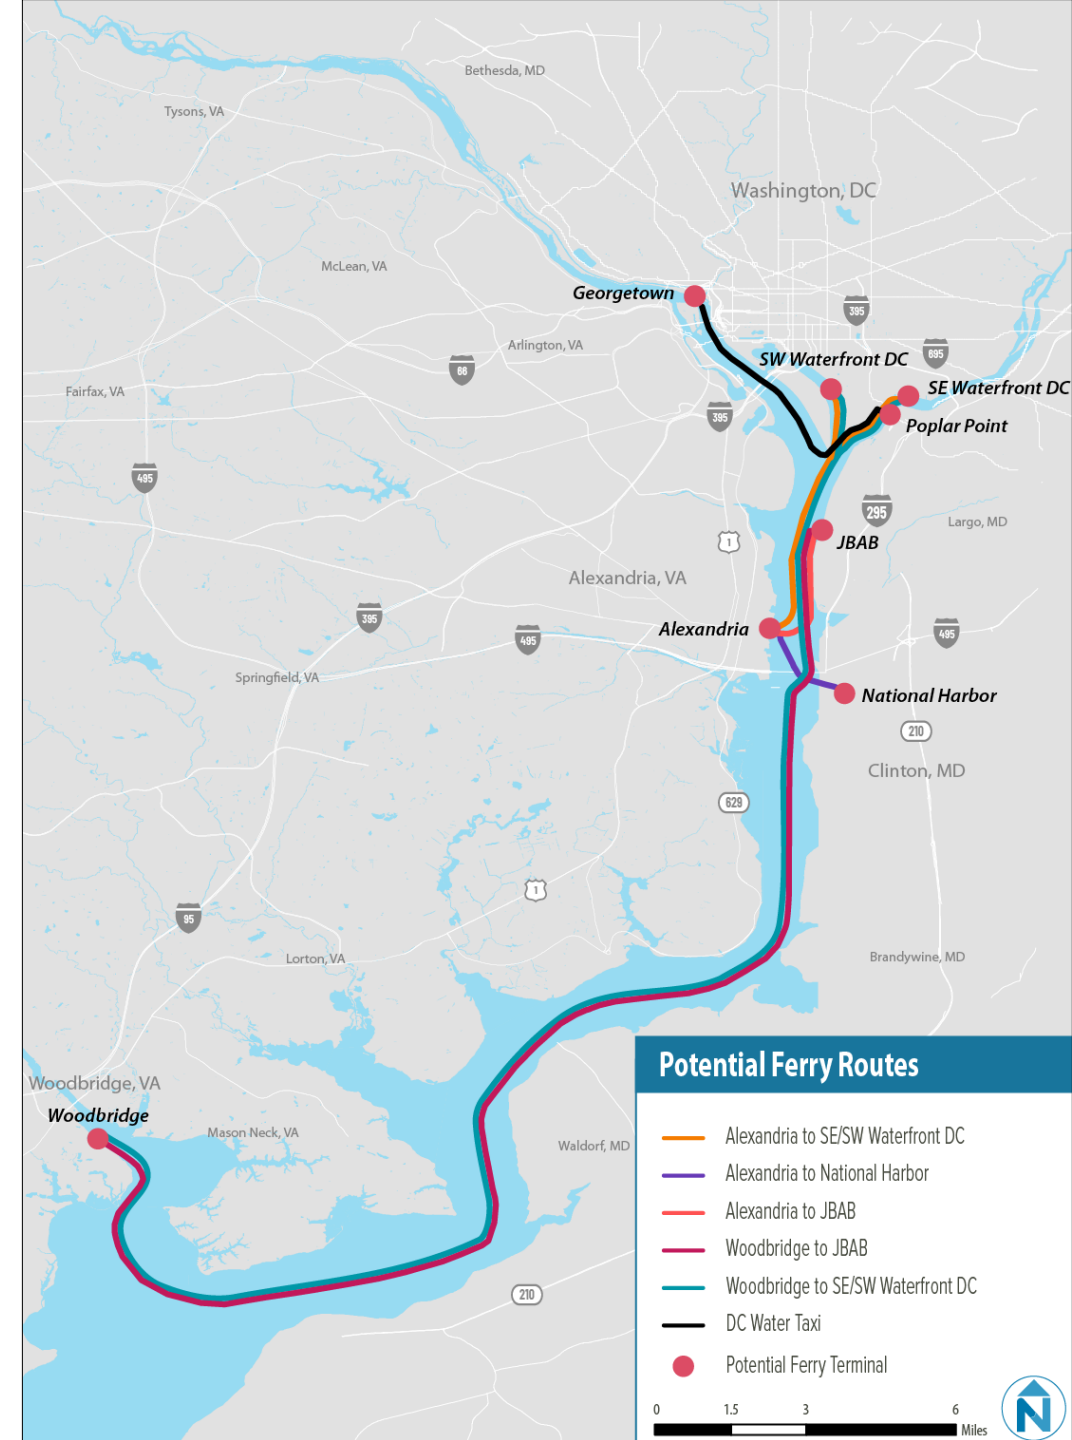 Bethesda, MD
Tysons, VA
Washington, DC
McLean, VA
Georgetown
395
Arlington, VA
SW Waterfront DC
695
66
Fairfax, VA
SE Waterfront DC
395
Poplar Point
495
295
Largo, MD
1
JBAB
Alexandria, VA
395
Alexandria
495
495
Springfield, VA
National Harbor
210
Clinton, MD
629
1
95
Lorton, VA
Brandywine, MD
Woodbridge, VA
Woodbridge
Mason Neck, VA
Waldorf, MD
210
Potential Ferry Routes
Alexandria to SE/SW Waterfront DC
Alexandria to National Harbor
Alexandria to JBAB
Woodbridge to JBAB
Woodbridge to SE/SW Waterfront DC
DC Water Taxi
Potential Ferry Terminal
0 1.5 3 6
Miles
N